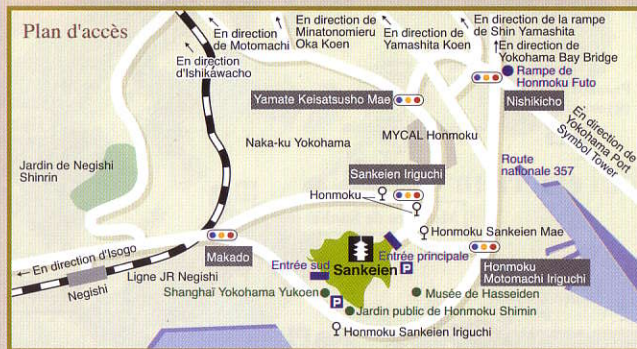 Plan d'accès
En direction
de Motomachi
En direction de
Minatonomieru
Oka Koen
En direction de
Yamashita Koen
En direction de la rampe
de Shin Yamashita
En direction de
Yokohama Bay Bridge
En direction
d'Ishikáwacho
Rampe de
Honmoku Futo
Yamate Keisatsusho Mae
Nishikicho
En direction de
Yokohama Port
Symbol Tower
Naka-ku Yokohama
MYCAL Honmoku
Jardin de Negishi
Shinrin
Sankeien Iriguchi
Route
nationale 357
Honmoku
Honmoku Sankeien Mae
Makado
En direction d'Isogo
Entrée principale
Ligne JR Negishi
Entrée sud
Sankeien
P
Honmoku
Motomachi Iriguchi
Negishi
Shanghaï Yokohama Yukoen
P
Musée de Hasseiden
Jardin public de Honmoku Shimin
Honmoku Sankeien Iriguchi